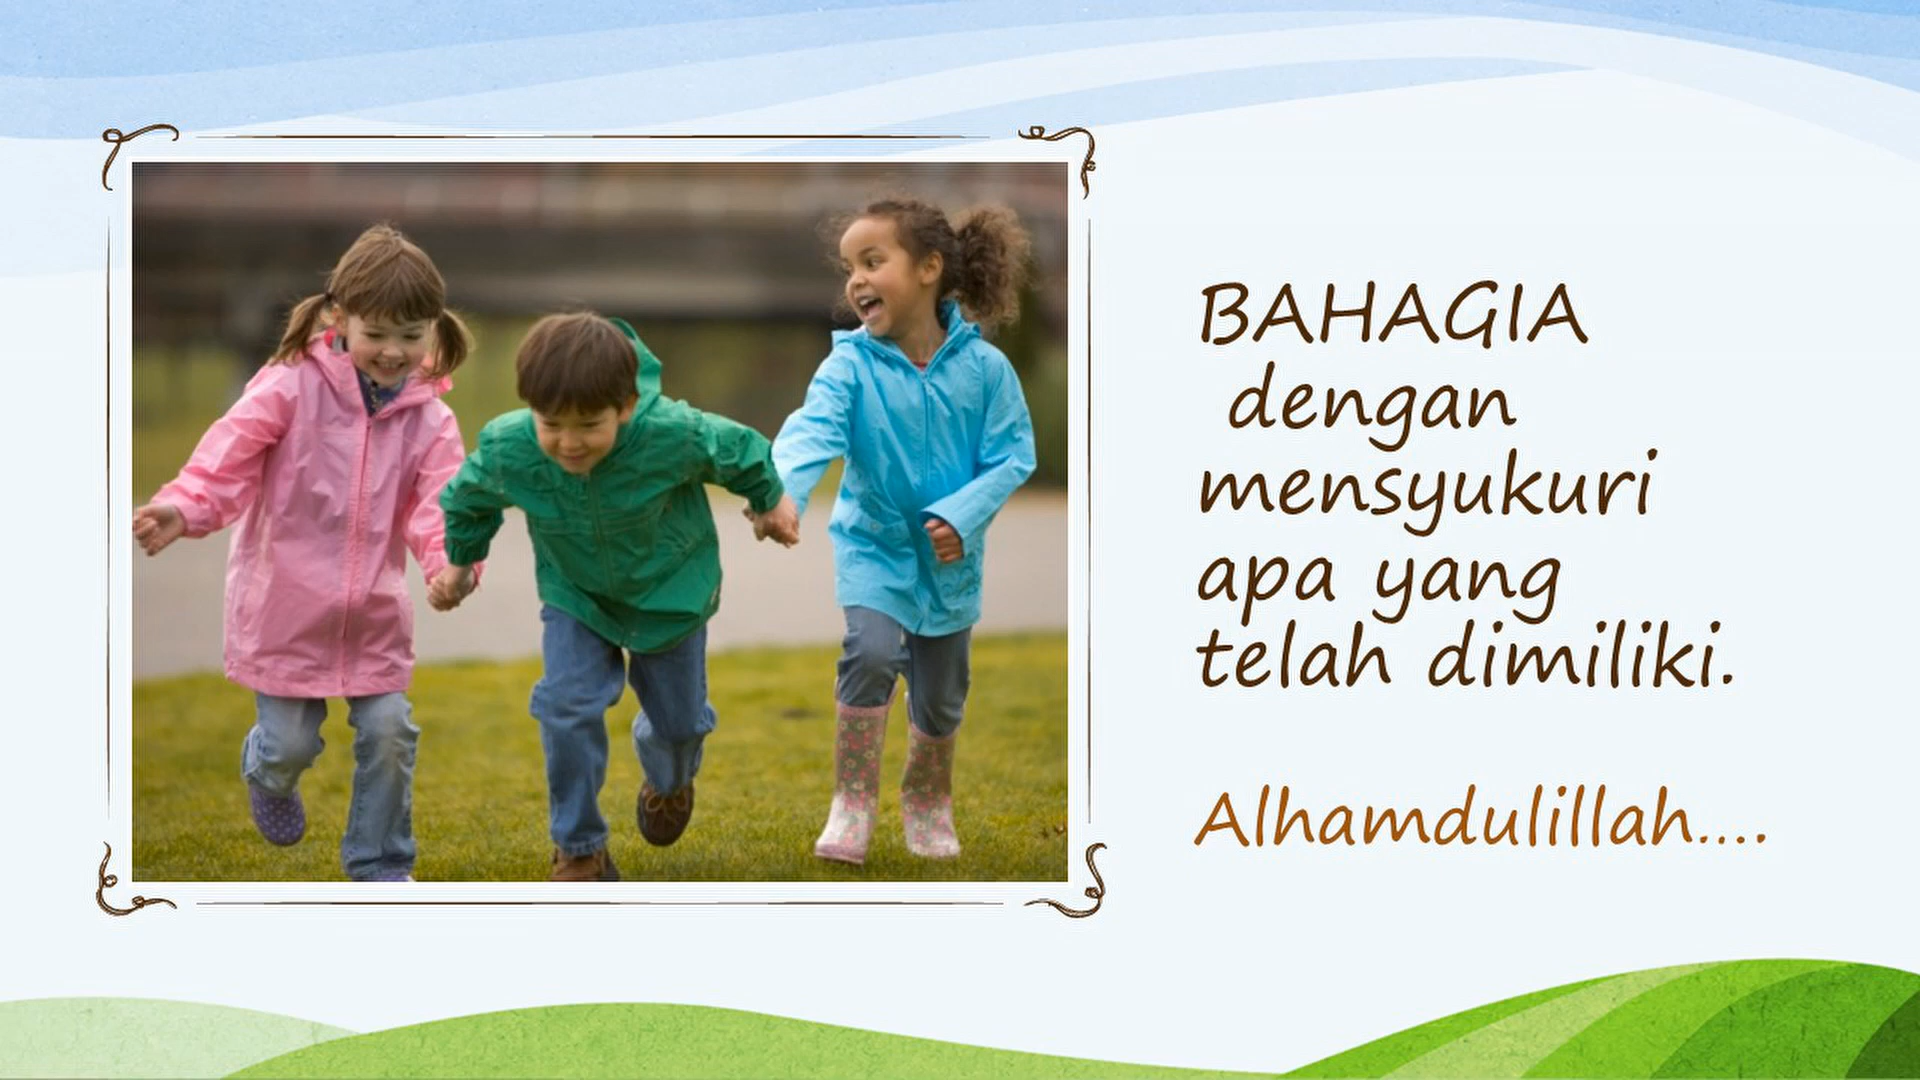 BAHAGIA
dengan
mensyukuri
apa yang
telah dimiliki.
Alhamdulillah....